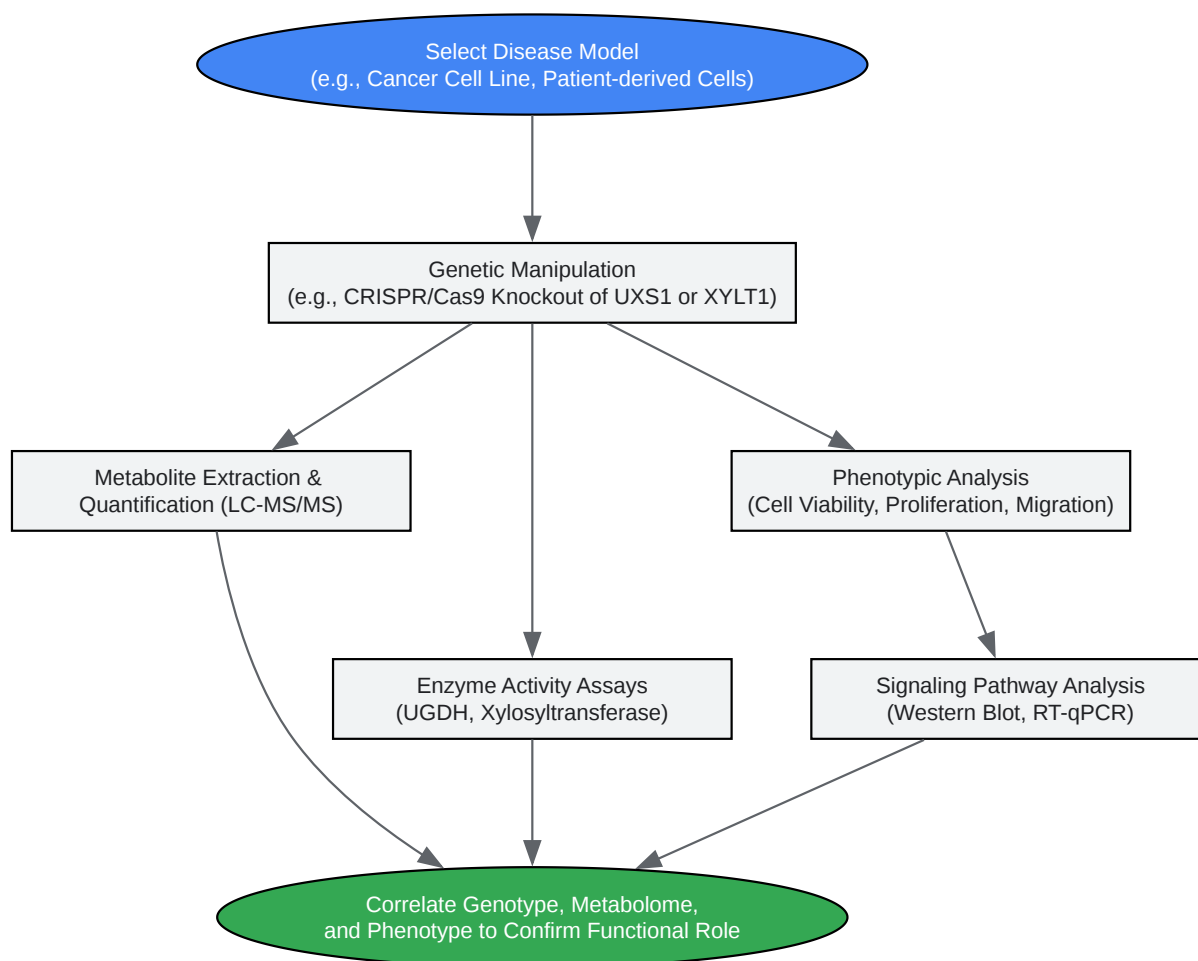 Select Disease Model
(e.g., Cancer Cell Line, Patient-derived Cells)
Genetic Manipulation
(e.g., CRISPR/Cas9 Knockout of UXS1 or XYLT1)
Metabolite Extraction &
Quantification (LC-MS/MS)
Phenotypic Analysis
(Cell Viability, Proliferation, Migration)
Enzyme Activity Assays
(UGDH, Xylosyltransferase)
Signaling Pathway Analysis
(Western Blot, RT-qPCR)
Correlate Genotype, Metabolome,
and Phenotype to Confirm Functional Role